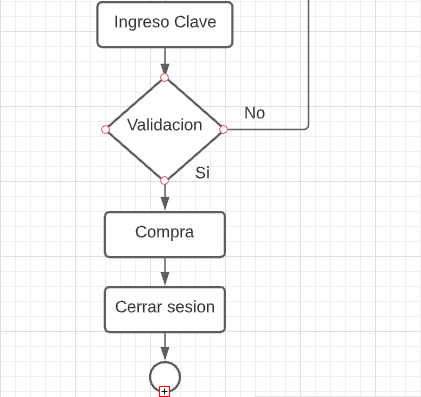 Ingreso Clave
Validacion
No
Si
Compra
Cerrar sesion